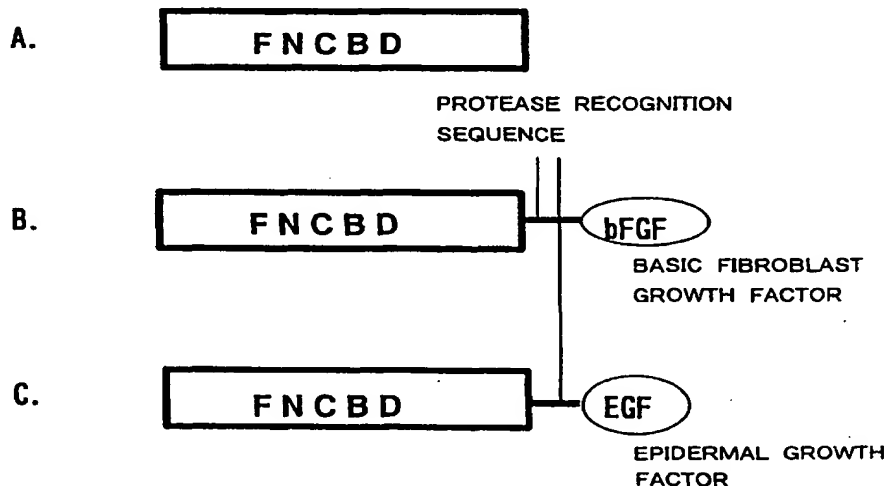 A. FNCBD
PROTEASE RECOGNITION
SEQUENCE
B. FNCBD bFGF
BASIC FIBROBLAST
GROWTH FACTOR
C. FNCBD EGF
EPIDERMAL GROWTH
FACTOR